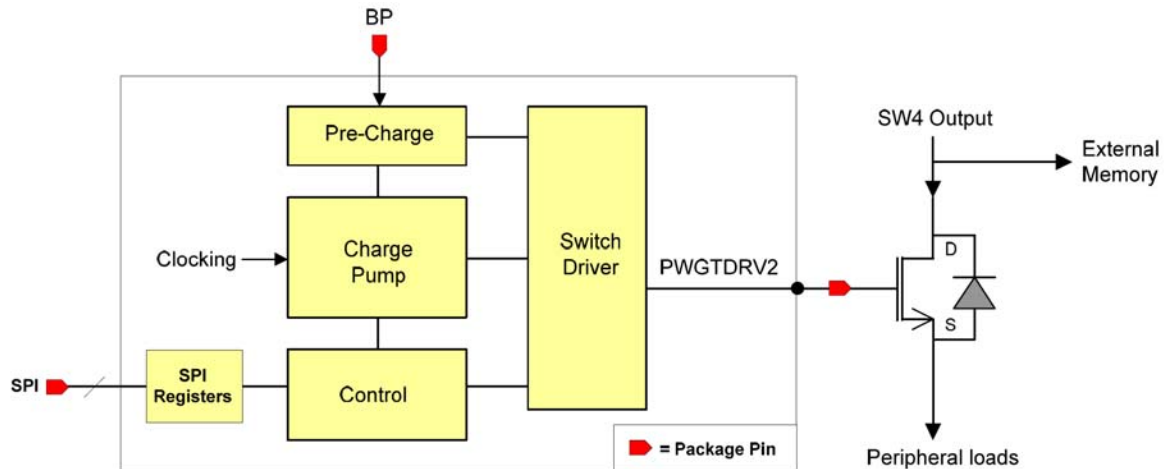 BP
Pre-Charge
SW4 Output
External
Memory
Clocking
Charge
Pump
Switch
Driver
PWGTDRV2
D
S
SPI
SPI
Registers
Control
= Package Pin
Peripheral loads